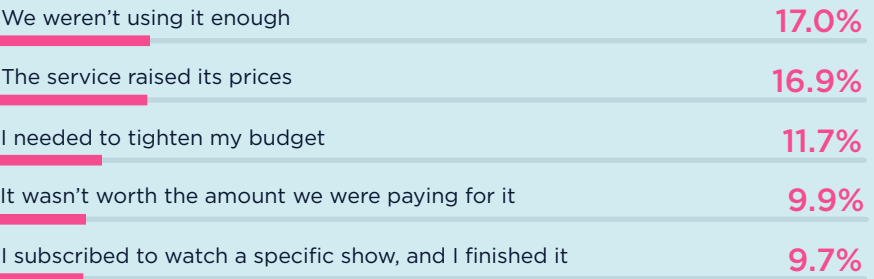 We weren’t using it enough 17.0%
The service raised its prices 16.9%
I needed to tighten my budget 11.7%
It wasn’t worth the amount we were paying for it 9.9%
I subscribed to watch a specific show, and I finished it 9.7%